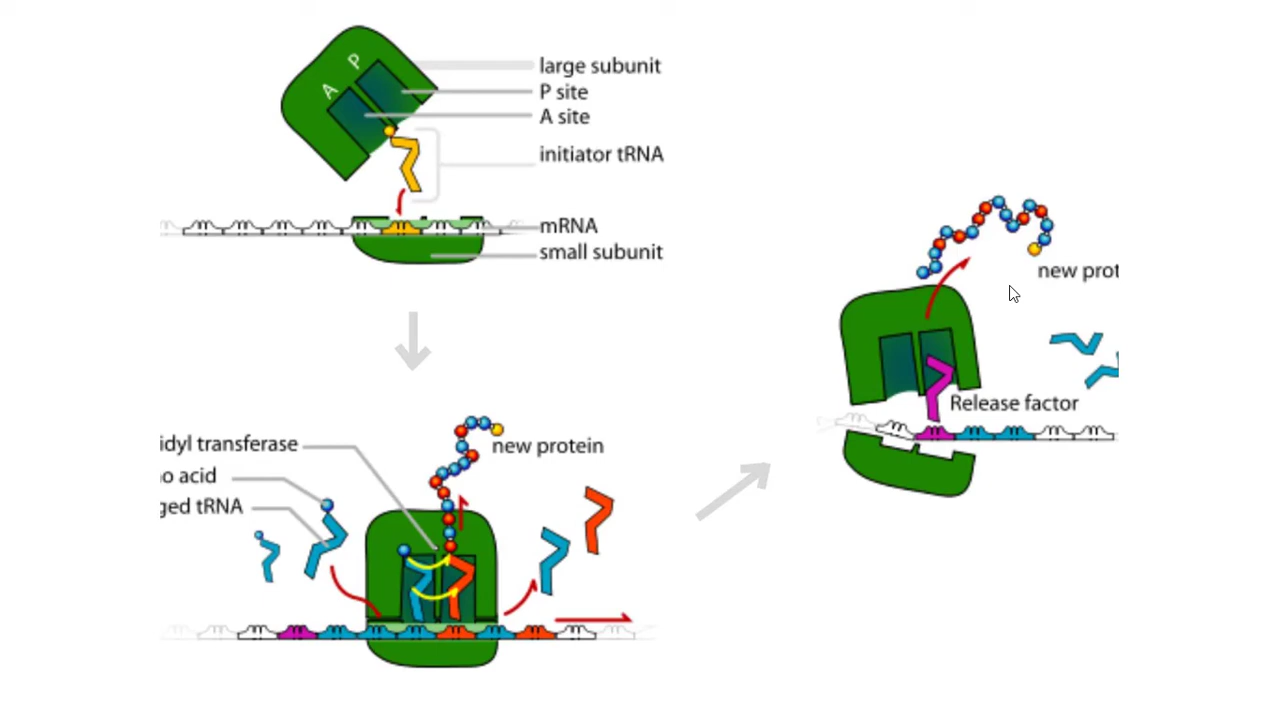 A P
large subunit
P site
A site
initiator tRNA
mRNA
small subunit
idyl transferase
new protein
o acid
ged tRNA
new prot
Release factor